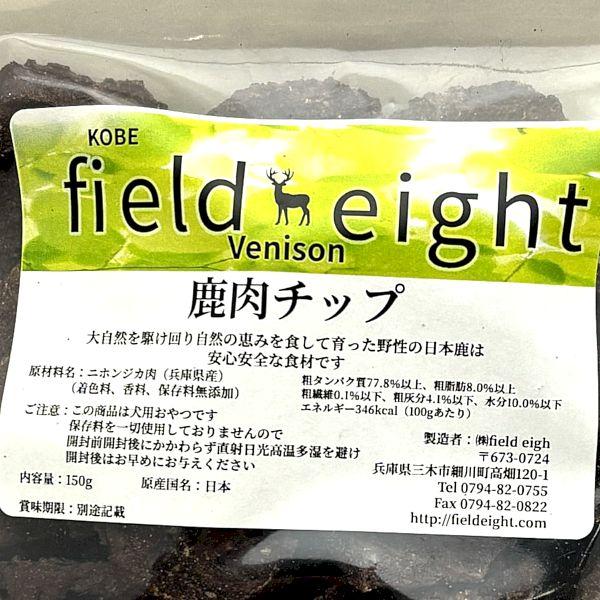 KOBE
field eight
Venison
鹿肉チップ
大自然を駆け回り自然の恵みを食して育った野性の日本鹿は
安心安全な食材です
原材料名：ニホンジカ肉（兵庫県産）
（着色料、香料、保存料無添加）
粗タンパク質77.8%以上、粗脂肪8.0%以上
粗繊維0.1%以下、粗灰分4.1%以下、水分10.0%以下
エネルギー346kcal（100gあたり）
ご注意：この商品は犬用おやつです
保存料を一切使用しておりませんので
開封前開封後にかかわらず直射日光高温多湿を避け
開封後はお早めにお与えください
内容量：150g　原産国名：日本
賞味期限：別途記載
製造者：㈱field eigh
〒673-0724
兵庫県三木市細川町高畑120-1
Tel 0794-82-0755
Fax 0794-82-0822
http://fieldeight.com